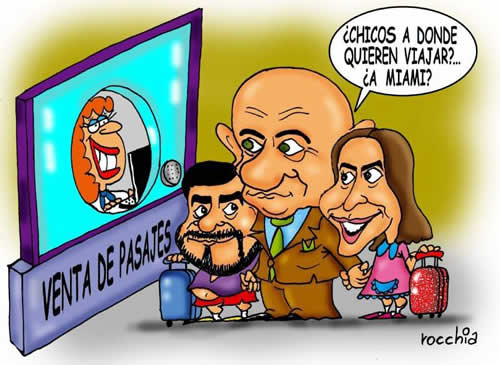 ¿CHICOS A DONDE
QUIEREN VIAJAR?...
¿A MIAMI?
VENTA DE PASAJES
rocchia